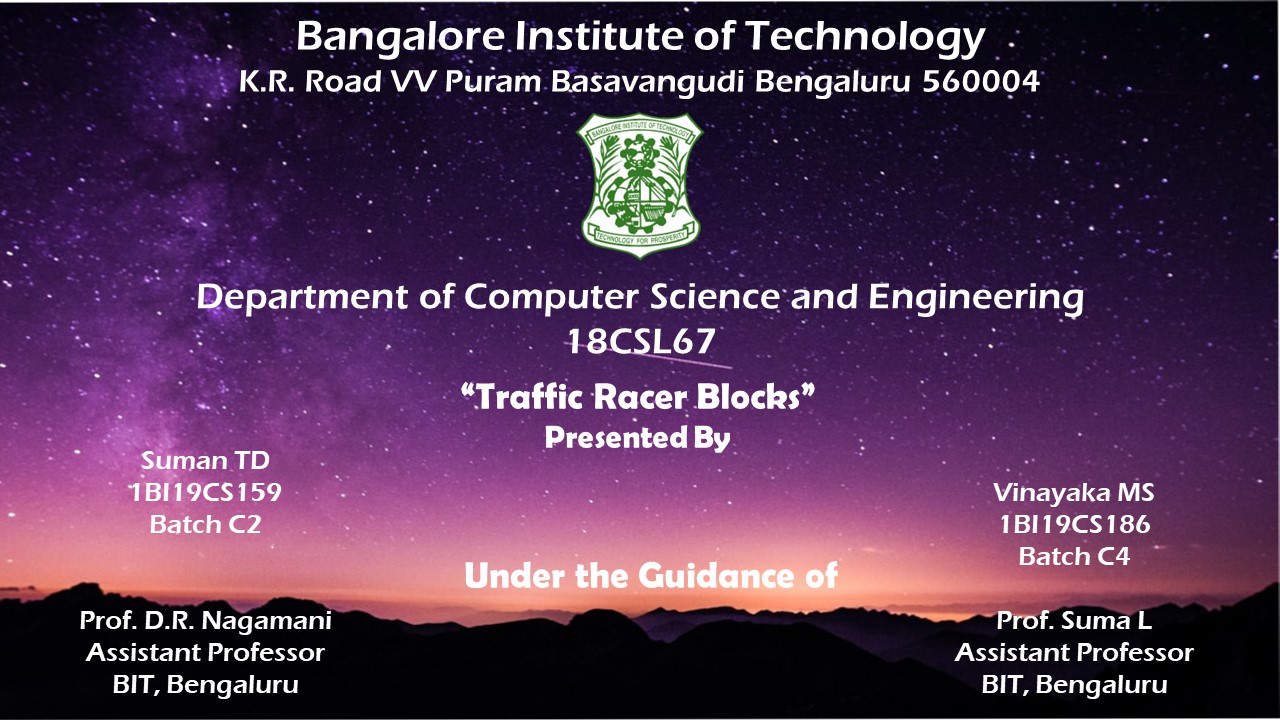 Bangalore Institute of Technology
K.R. Road VV Puram Basavangudi Bengaluru 560004
BANGALORE INSTITUTE OF TECHNOLOGY
TECHNOLOGY FOR PROSPERITY
Department of Computer Science and Engineering
18CSL67
“Traffic Racer Blocks”
Presented By
Suman TD
1BI19CS159
Batch C2
Vinayaka MS
1BI19CS186
Batch C4
Under the Guidance of
Prof. D.R. Nagamani
Assistant Professor
BIT, Bengaluru
Prof. Suma L
Assistant Professor
BIT, Bengaluru